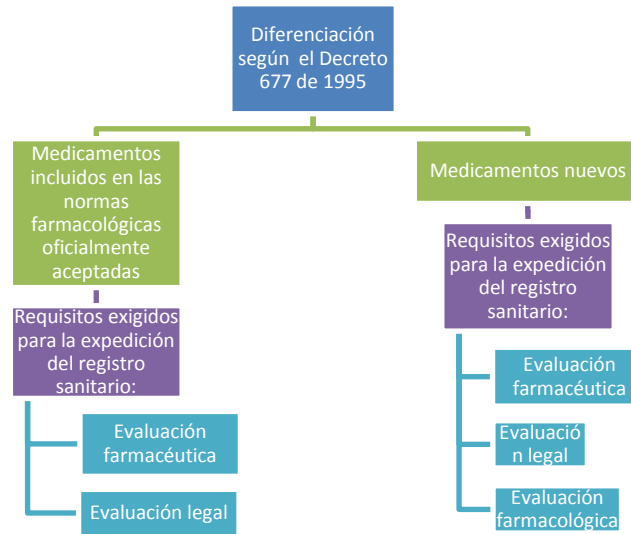 Diferenciación
según el Decreto
677 de 1995
Medicamentos
incluidos en las
normas
farmacológicas
oficialmente
aceptadas
Requisitos exigidos
para la expedición
del registro
sanitario:
Evaluación
farmacéutica
Evaluación legal
Medicamentos nuevos
Requisitos exigidos
para la expedición
del registro
sanitario:
Evaluación
farmacéutica
Evaluació
n legal
Evaluación
farmacológica